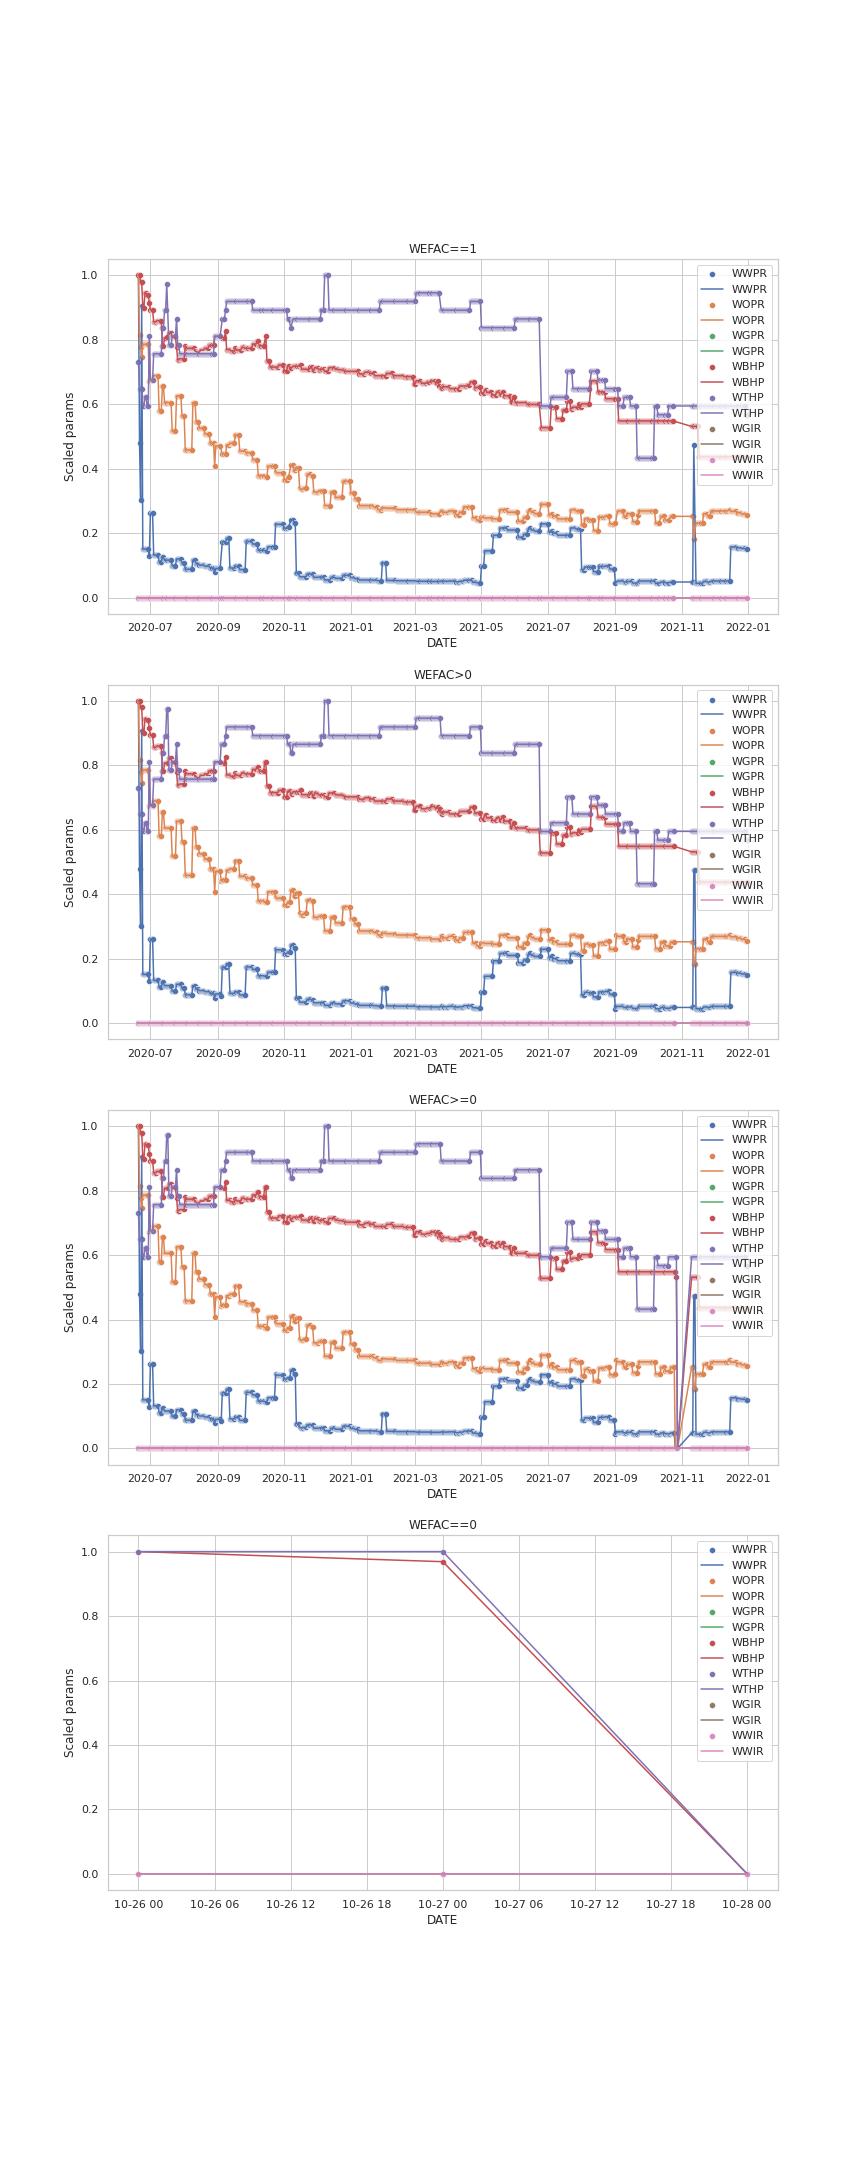 WEFAC==1
1.0
0.8
0.6
0.4
0.2
0.0
Scaled params
2020-07 2020-09 2020-11 2021-01 2021-03 2021-05 2021-07 2021-09 2021-11 2022-01
DATE
WWPR
WWPR
WOPR
WOPR
WGPR
WGPR
WBHP
WBHP
WTHP
WTHP
WGIR
WGIR
WWIR
WWIR
WEFAC>0
1.0
0.8
0.6
0.4
0.2
0.0
Scaled params
2020-07 2020-09 2020-11 2021-01 2021-03 2021-05 2021-07 2021-09 2021-11 2022-01
DATE
WWPR
WWPR
WOPR
WOPR
WGPR
WGPR
WBHP
WBHP
WTHP
WTHP
WGIR
WGIR
WWIR
WWIR
WEFAC>=0
1.0
0.8
0.6
0.4
0.2
0.0
Scaled params
2020-07 2020-09 2020-11 2021-01 2021-03 2021-05 2021-07 2021-09 2021-11 2022-01
DATE
WWPR
WWPR
WOPR
WOPR
WGPR
WGPR
WBHP
WBHP
WTHP
WTHP
WGIR
WGIR
WWIR
WWIR
WEFAC==0
1.0
0.8
0.6
0.4
0.2
0.0
Scaled params
10-26 00 10-26 06 10-26 12 10-26 18 10-27 00 10-27 06 10-27 12 10-27 18 10-28 00
DATE
WWPR
WWPR
WOPR
WOPR
WGPR
WGPR
WBHP
WBHP
WTHP
WTHP
WGIR
WGIR
WWIR
WWIR